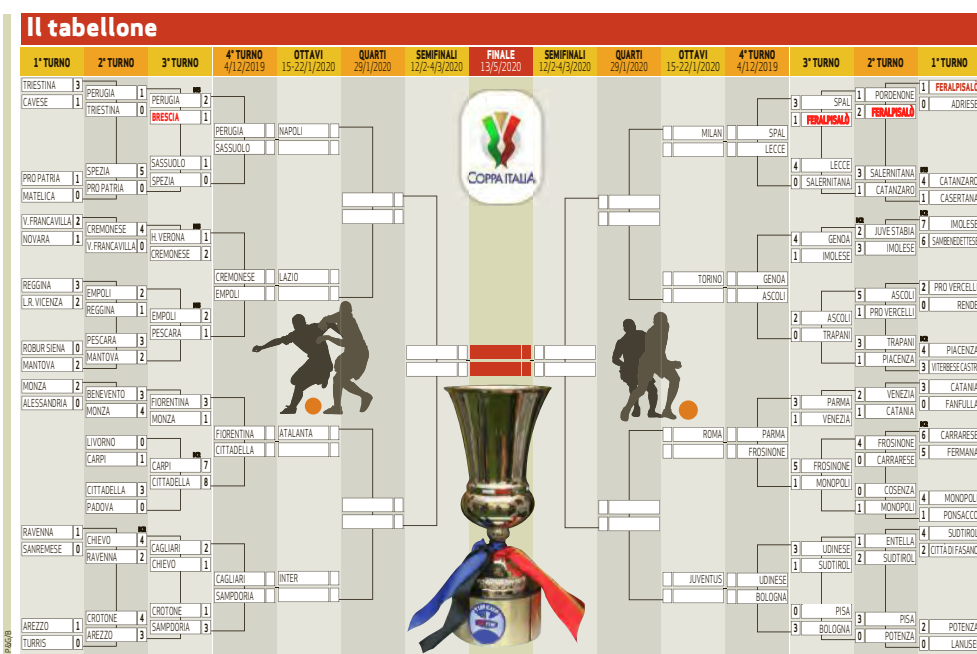 Il tabellone
1° TURNO
2° TURNO
3° TURNO
4° TURNO
4/12/2019
OTTAVI
15-22/1/2020
QUARTI
29/1/2020
SEMIFINALI
12/2-4/3/2020
FINALE
13/5/2020
SEMIFINALI
12/2-4/3/2020
QUARTI
29/1/2020
OTTAVI
15-22/1/2020
4° TURNO
4/12/2019
3° TURNO
2° TURNO
1° TURNO
TRIESTINA 3
CAVESE 1
PRO PATRIA 1
MATELICA 0
V.FRANCAVILLA 2
NOVARA 1
REGGINA 3
L.R. VICENZA 2
ROBUR SIENA 0
MANTOVA 2
MONZA 2
ALESSANDRIA 0
RAVENNA 1
SANREMESE 0
AREZZO 1
TURRIS 0
PERUGIA 1
TRIESTINA 0
SPEZIA 5
PRO PATRIA 0
CREMONESE 4
V.FRANCAVILLA 0
EMPOLI 2
REGGINA 1
PESCARA 3
MANTOVA 2
BENEVENTO 3
MONZA 4
LIVORNO 0
CARPI 1
CITTADELLA 3
PADOVA 0
CHIEVO 4
RAVENNA 2
CROTONE 4
AREZZO 3
PERUGIA 2
BRESCIA 1
SASSUOLO 1
SPEZIA 0
H. VERONA 1
CREMONESE 2
EMPOLI 2
PESCARA 1
FIORENTINA 3
MONZA 1
CARPI 7
CITTADELLA 8
CAGLIARI 2
CHIEVO 1
CROTONE 1
SAMPDORIA 3
PERUGIA
SASSUOLO
CREMONESE
EMPOLI
FIORENTINA
CITTADELLA
CAGLIARI
SAMPDORIA
NAPOLI
LAZIO
ATALANTA
INTER
COPPA ITALIA
TIM CUP
MILAN
TORINO
ROMA
JUVENTUS
SPAL
LECCE
GENOA
ASCOLI
PARMA
FROSINONE
UDINESE
BOLOGNA
3 SPAL
1 FERALPISALÒ
4 LECCE
0 SALERNITANA
4 GENOA
1 IMOLESE
2 ASCOLI
0 TRAPANI
3 PARMA
1 VENEZIA
5 FROSINONE
1 MONOPOLI
3 UDINESE
1 SUDTIROL
0 PISA
3 BOLOGNA
1 PORDENONE
2 FERALPISALÒ
3 SALERNITANA
1 CATANZARO
2 JUVE STABIA
3 IMOLESE
5 ASCOLI
1 PRO VERCELLI
3 TRAPANI
1 PIACENZA
2 VENEZIA
1 CATANIA
4 FROSINONE
0 CARRARESE
0 COSENZA
1 MONOPOLI
1 ENTELLA
2 SUDTIROL
3 PISA
0 POTENZA
1 FERALPISALÒ
0 ADRIESE
4 CATANZARO
1 CASERTANA
7 IMOLESE
6 SAMBENEDETTESE
2 PRO VERCELLI
0 RENDE
4 PIACENZA
3 VITERBESE CASTR
3 CATANIA
0 FANFULLA
6 CARRARESE
5 FERMANA
4 MONOPOLI
1 PONSACCO
4 SUDTIROL
2 CITTÀ DI FASANO
2 POTENZA
0 LANUSEI
P&G/B